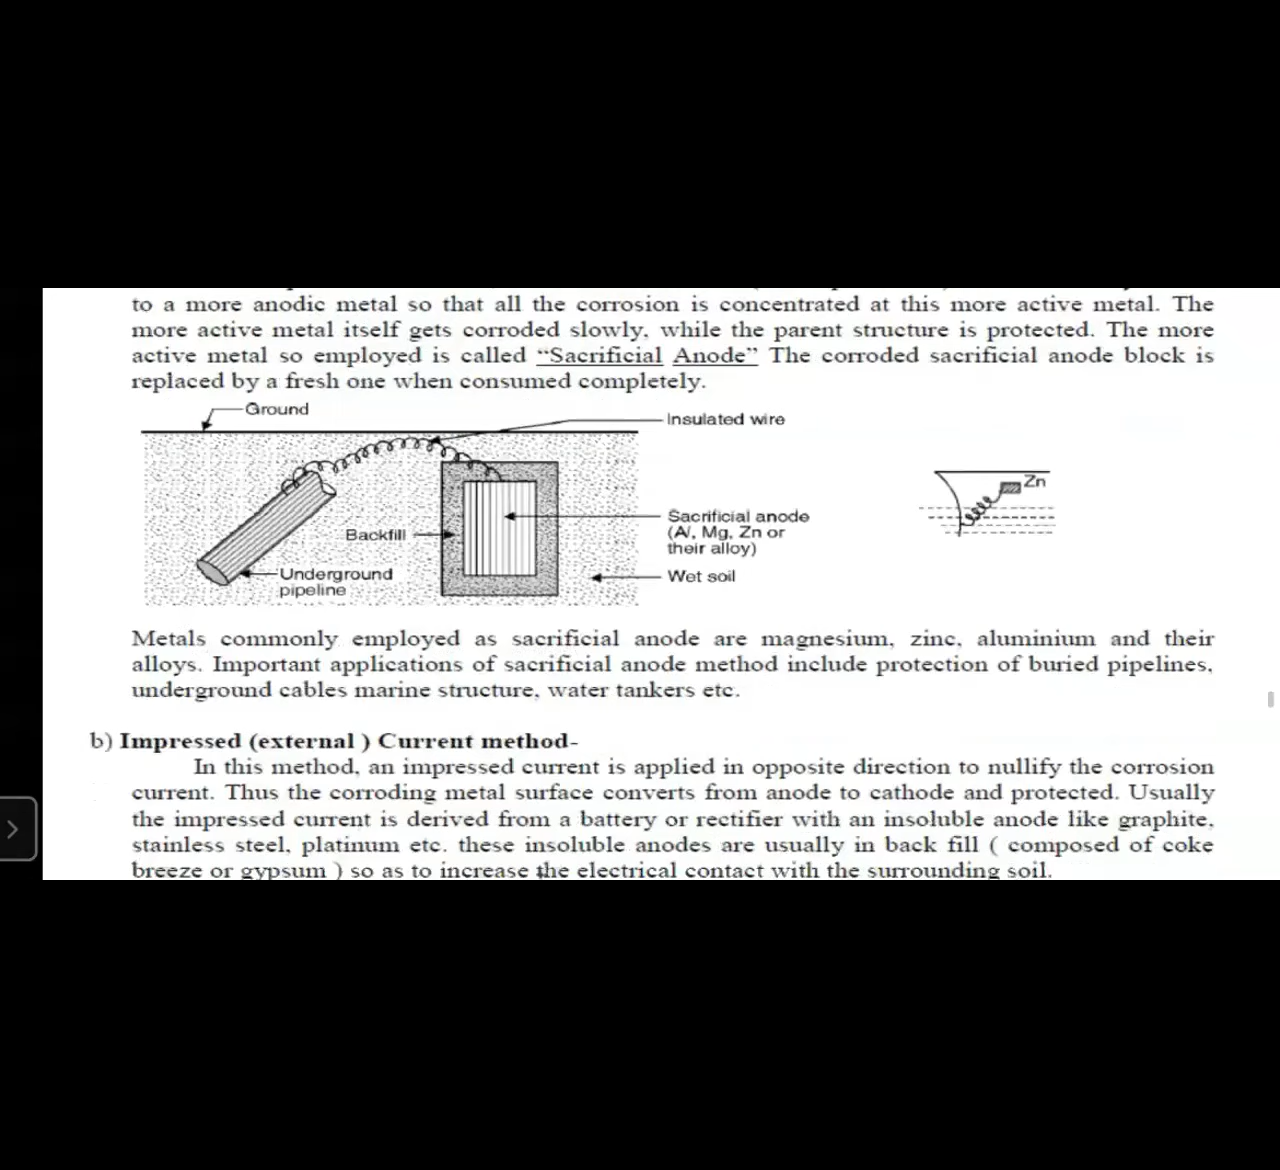 to a more anodic metal so that all the corrosion is concentrated at this more active metal. The
more active metal itself gets corroded slowly, while the parent structure is protected. The more
active metal so employed is called “Sacrificial Anode” The corroded sacrificial anode block is
replaced by a fresh one when consumed completely.
Ground
Insulated wire
Zn
Sacrificial anode
(Al, Mg, Zn or
their alloy)
Backfill
Underground
pipeline
Wet soil
Metals commonly employed as sacrificial anode are magnesium, zinc, aluminium and their
alloys. Important applications of sacrificial anode method include protection of buried pipelines,
underground cables marine structure, water tankers etc.
b) Impressed (external ) Current method-
In this method, an impressed current is applied in opposite direction to nullify the corrosion
current. Thus the corroding metal surface converts from anode to cathode and protected. Usually
the impressed current is derived from a battery or rectifier with an insoluble anode like graphite,
stainless steel, platinum etc. these insoluble anodes are usually in back fill ( composed of coke
breeze or gypsum ) so as to increase the electrical contact with the surrounding soil.